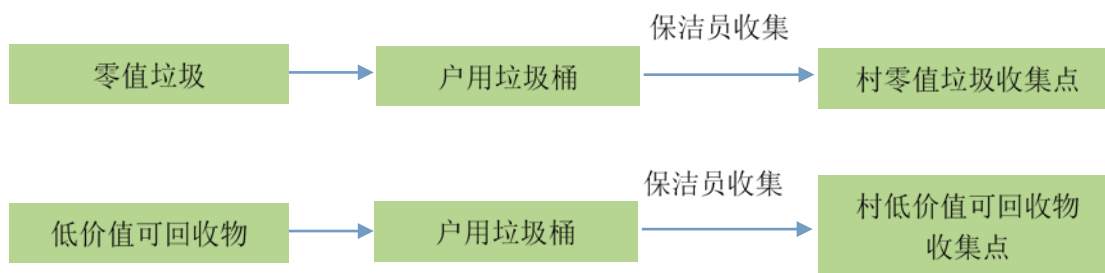 保洁员收集
零值垃圾
户用垃圾桶
村零值垃圾收集点
保洁员收集
低价值可回收物
户用垃圾桶
村低价值可回收物
收集点